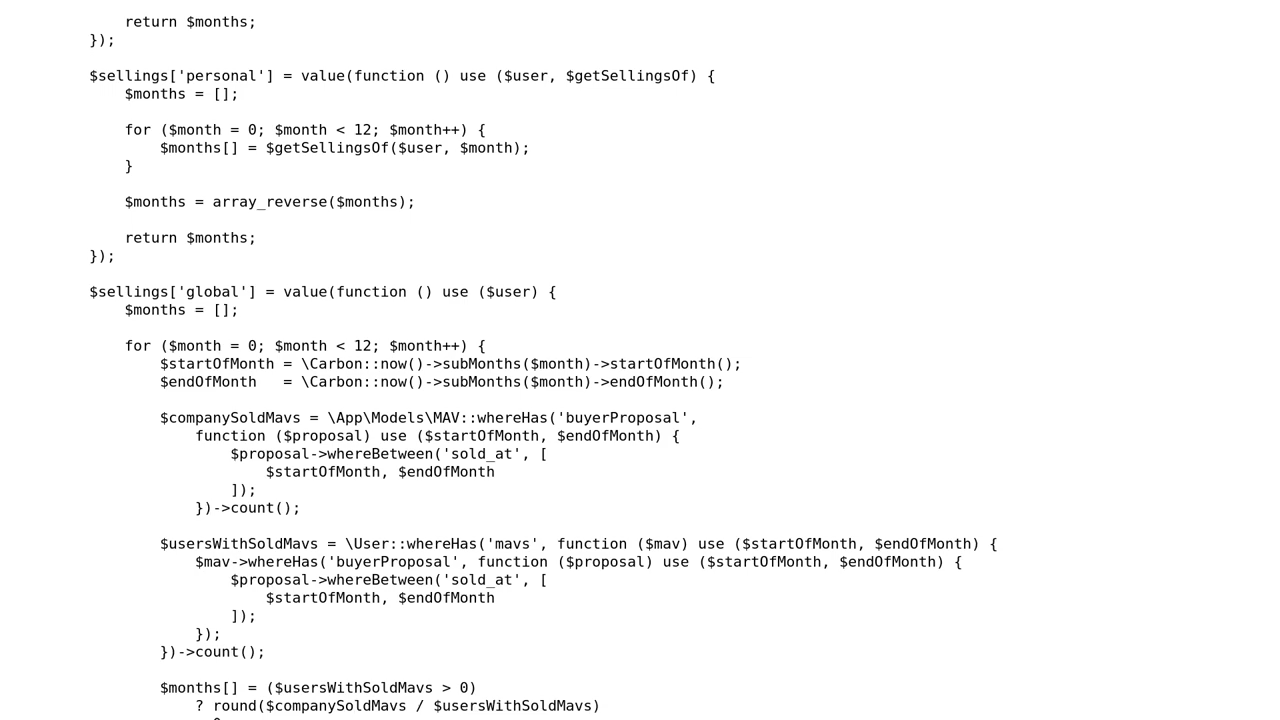 return $months;
});
$sellings['personal'] = value(function () use ($user, $getSellingsOf) {
$months = [];
for ($month = 0; $month < 12; $month++) {
$months[] = $getSellingsOf($user, $month);
}
$months = array_reverse($months);
return $months;
});
$sellings['global'] = value(function () use ($user) {
$months = [];
for ($month = 0; $month < 12; $month++) {
$startOfMonth = \Carbon::now()->subMonths($month)->startOfMonth();
$endOfMonth   = \Carbon::now()->subMonths($month)->endOfMonth();
$companySoldMavs = \App\Models\MAV::whereHas('buyerProposal',
function ($proposal) use ($startOfMonth, $endOfMonth) {
$proposal->whereBetween('sold_at', [
$startOfMonth, $endOfMonth
]);
})->count();
$usersWithSoldMavs = \User::whereHas('mavs', function ($mav) use ($startOfMonth, $endOfMonth) {
$mav->whereHas('buyerProposal', function ($proposal) use ($startOfMonth, $endOfMonth) {
$proposal->whereBetween('sold_at', [
$startOfMonth, $endOfMonth
]);
});
})->count();
$months[] = ($usersWithSoldMavs > 0)
? round($companySoldMavs / $usersWithSoldMavs)